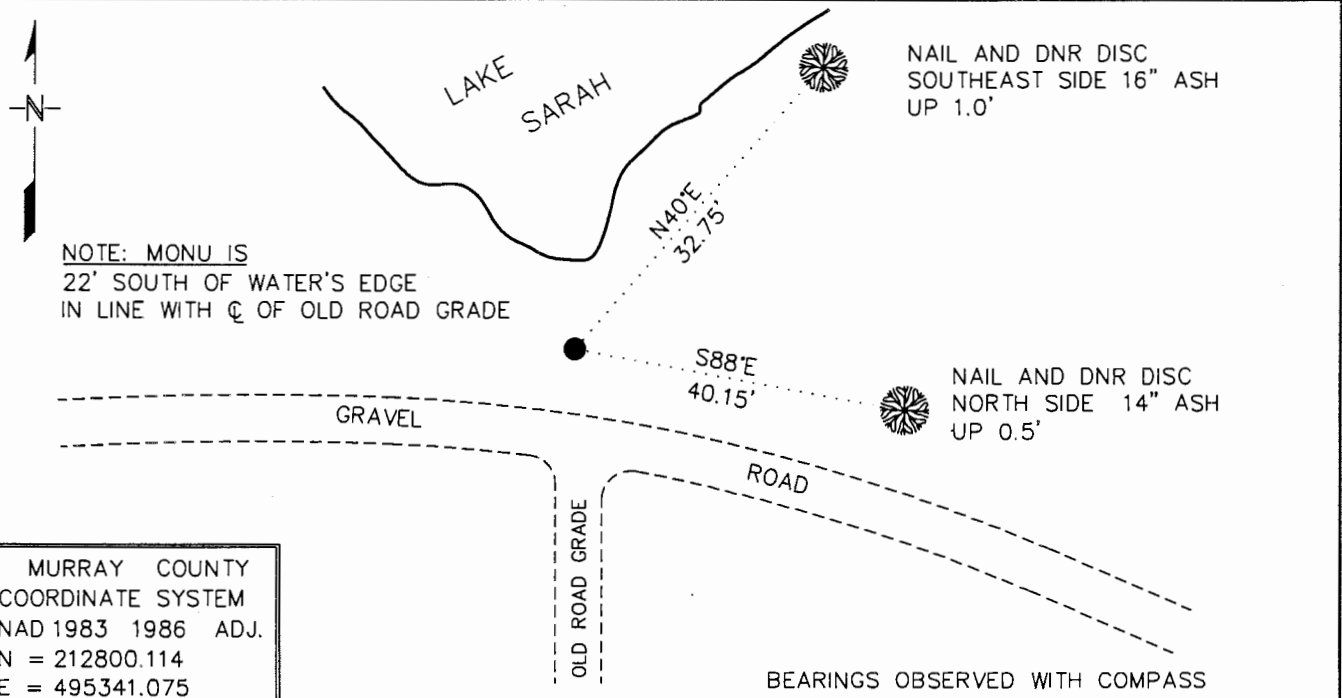 LAKE
SARAH
NAIL AND DNR DISC
SOUTHEAST SIDE 16" ASH
UP 1.0'
N
N40°E
32.75'
NOTE: MONU IS
22' SOUTH OF WATER'S EDGE
IN LINE WITH ℄ OF OLD ROAD GRADE
S88°E
40.15'
NAIL AND DNR DISC
NORTH SIDE 14" ASH
UP 0.5'
GRAVEL
ROAD
OLD ROAD GRADE
MURRAY COUNTY
COORDINATE SYSTEM
NAD 1983 1986 ADJ.
N = 212800.114
E = 495341.075
BEARINGS OBSERVED WITH COMPASS